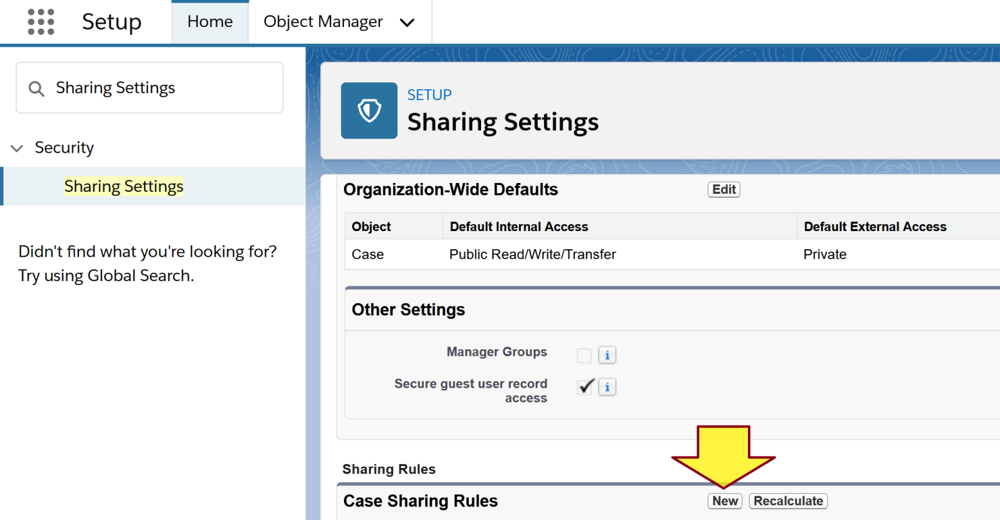 Setup
Home
Object Manager
Sharing Settings
Security
Sharing Settings
Didn't find what you're looking for?
Try using Global Search.
SETUP
Sharing Settings
Organization-Wide Defaults
Edit
Object Default Internal Access Default External Access
Case Public Read/Write/Transfer Private
Other Settings
Manager Groups
i
Secure guest user record
access
i
Sharing Rules
Case Sharing Rules
New Recalculate